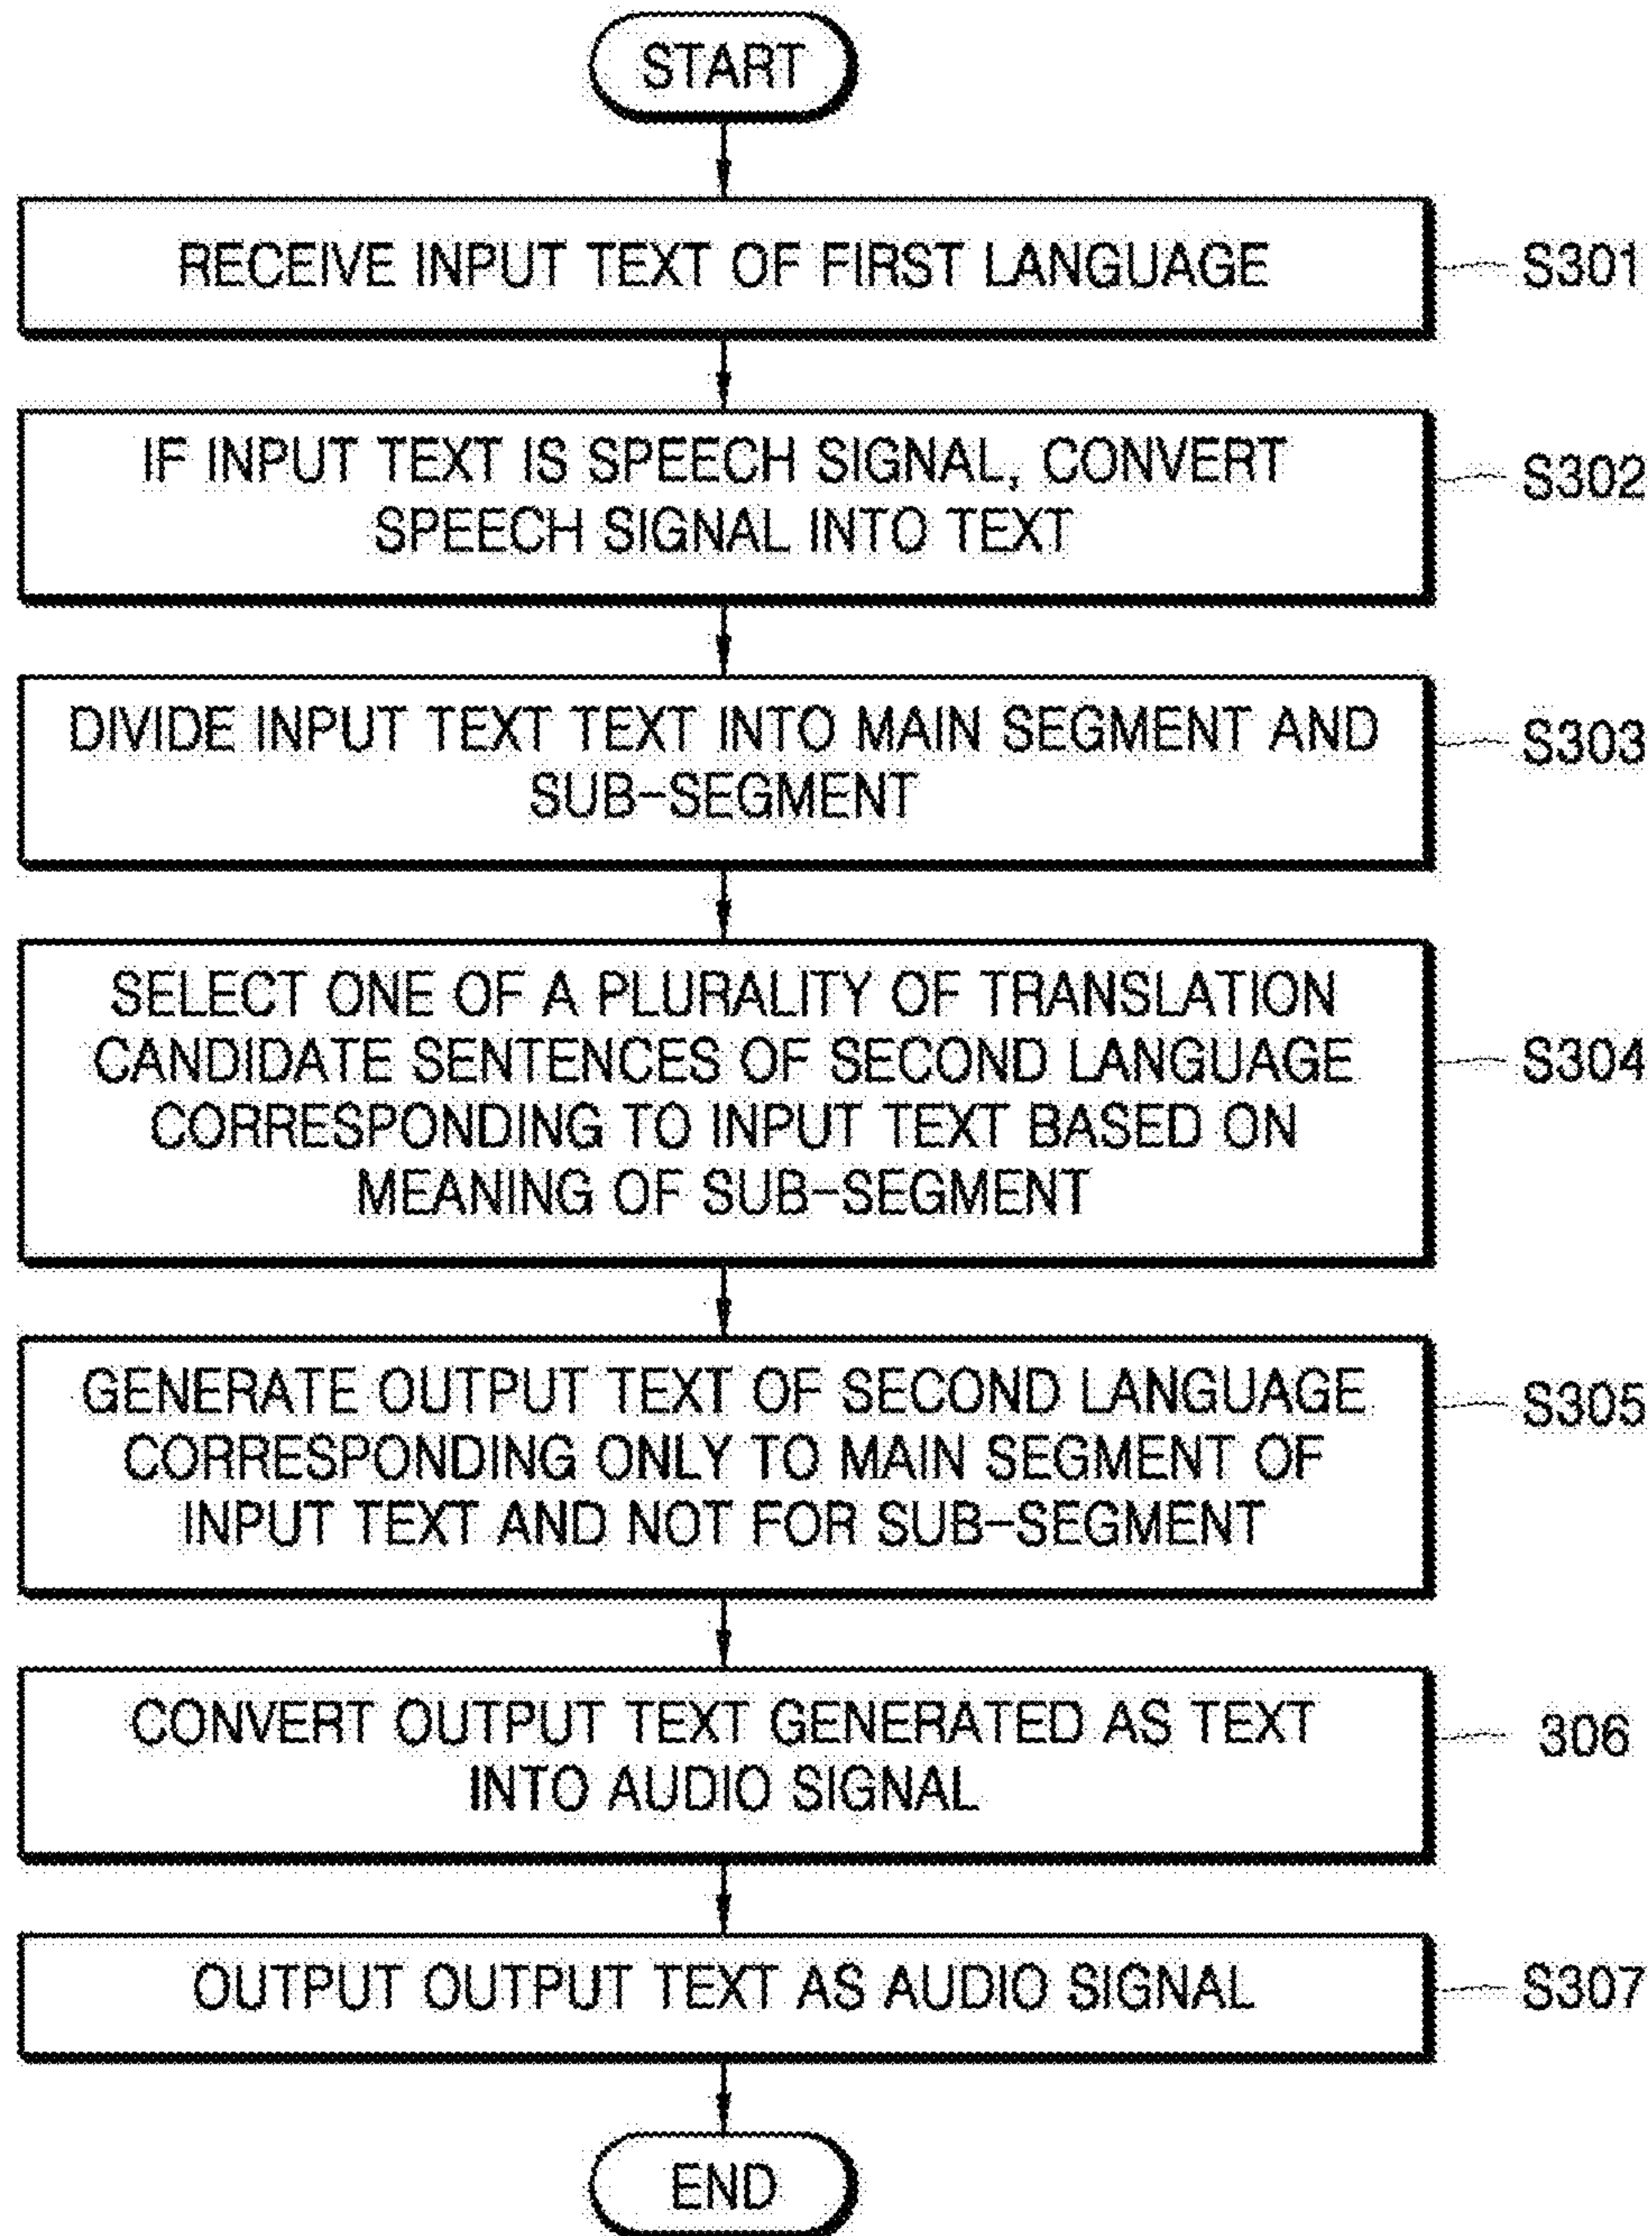 START
RECEIVE INPUT TEXT OF FIRST LANGUAGE
S301
IF INPUT TEXT IS SPEECH SIGNAL, CONVERT
SPEECH SIGNAL INTO TEXT
S302
DIVIDE INPUT TEXT TEXT INTO MAIN SEGMENT AND
SUB-SEGMENT
S303
SELECT ONE OF A PLURALITY OF TRANSLATION
CANDIDATE SENTENCES OF SECOND LANGUAGE
CORRESPONDING TO INPUT TEXT BASED ON
MEANING OF SUB-SEGMENT
S304
GENERATE OUTPUT TEXT OF SECOND LANGUAGE
CORRESPONDING ONLY TO MAIN SEGMENT OF
INPUT TEXT AND NOT FOR SUB-SEGMENT
S305
CONVERT OUTPUT TEXT GENERATED AS TEXT
INTO AUDIO SIGNAL
306
OUTPUT OUTPUT TEXT AS AUDIO SIGNAL
S307
END